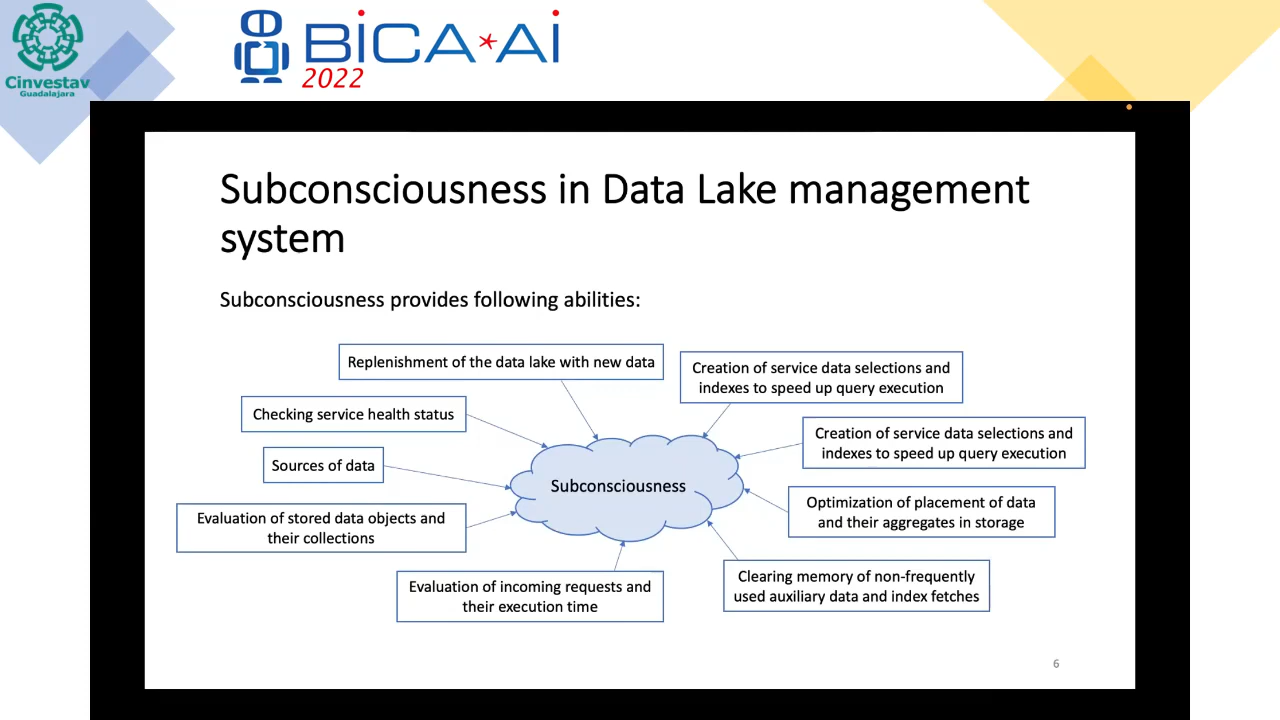 Cinvestav
Guadalajara
BiCA*Ai
2022
Subconsciousness in Data Lake management
system
Subconsciousness provides following abilities:
Replenishment of the data lake with new data
Creation of service data selections and
indexes to speed up query execution
Checking service health status
Creation of service data selections and
indexes to speed up query execution
Sources of data
Subconsciousness
Optimization of placement of data
and their aggregates in storage
Evaluation of stored data objects and
their collections
Evaluation of incoming requests and
their execution time
Clearing memory of non-frequently
used auxiliary data and index fetches
6